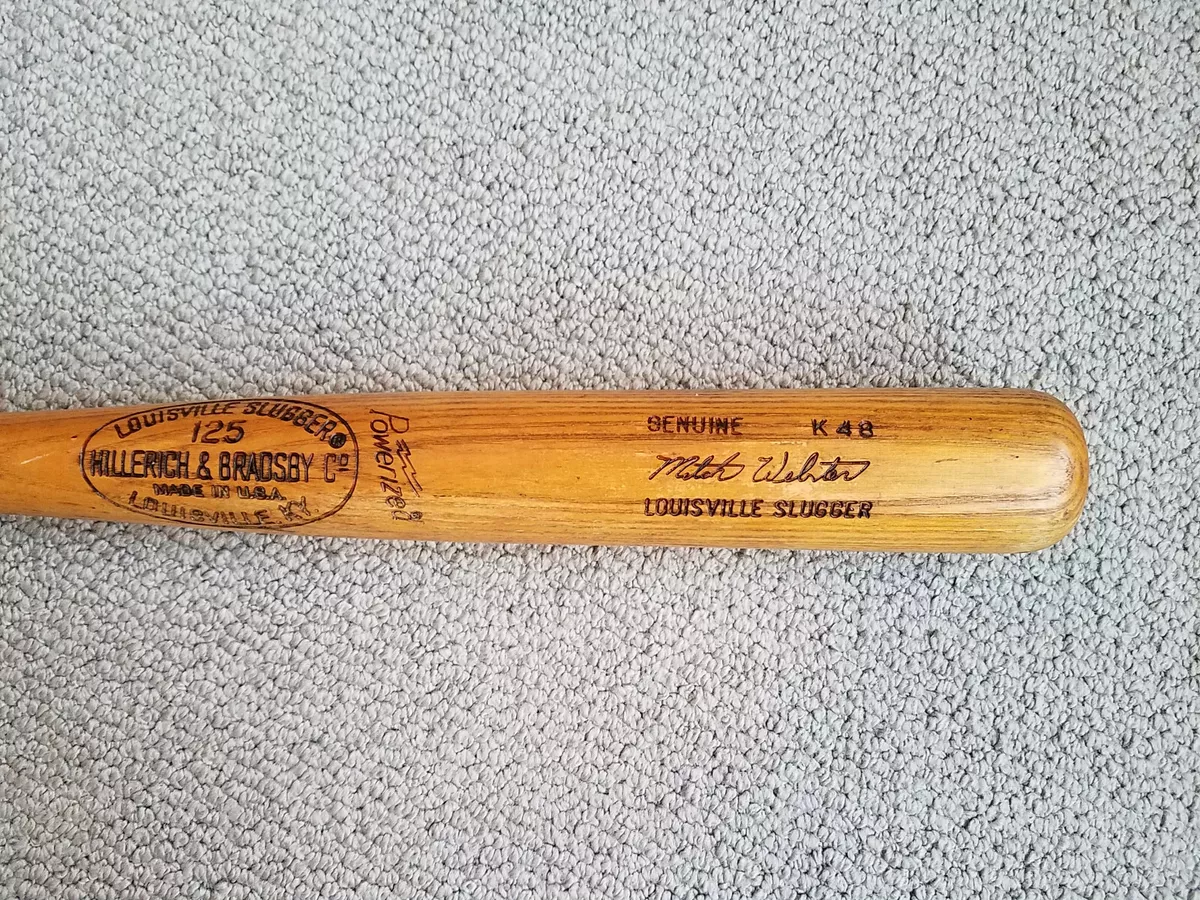 LOUISVILLE SLUGGER®
125
HILLERICH & BRADSBY Co
MADE IN U.S.A.
LOUISVILLE, KY.
Powerized
GENUINE K48
Mitch Webster
LOUISVILLE SLUGGER